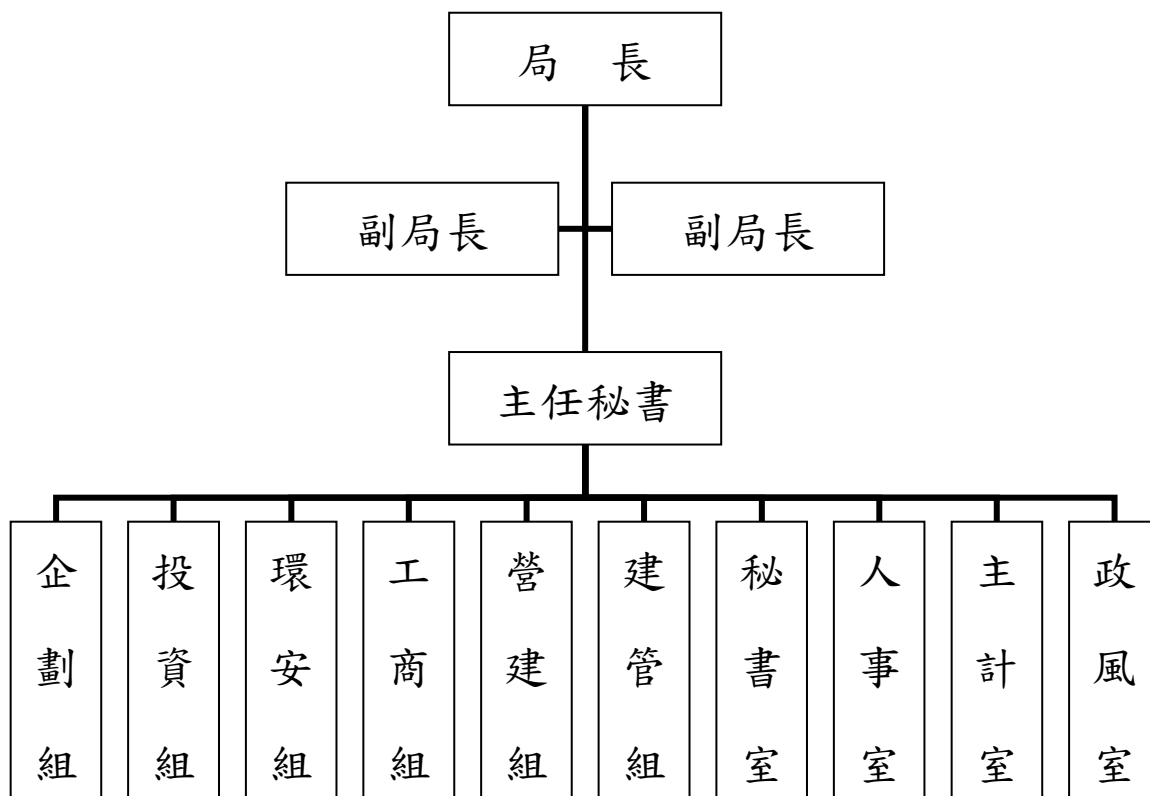 局　長
副局長
副局長
主任秘書
企劃組
投資組
環安組
工商組
營建組
建管組
秘書室
人事室
主計室
政風室